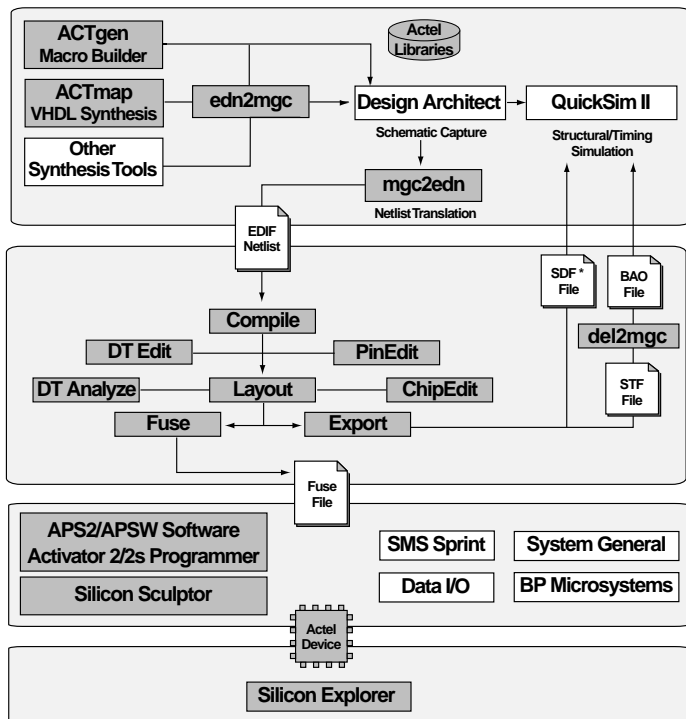 ACTgen
Macro Builder
Actel
Libraries
ACTmap
VHDL Synthesis
edn2mgc
Design Architect
QuickSim II
Schematic Capture
Structural/Timing
Simulation
Other
Synthesis Tools
mgc2edn
Netlist Translation
EDIF
Netlist
SDF *
File
BAO
File
Compile
del2mgc
DT Edit
PinEdit
DT Analyze
Layout
ChipEdit
STF
File
Fuse
Export
Fuse
File
APS2/APSW Software
Activator 2/2s Programmer
SMS Sprint
System General
Silicon Sculptor
Data I/O
BP Microsystems
Actel
Device
Silicon Explorer